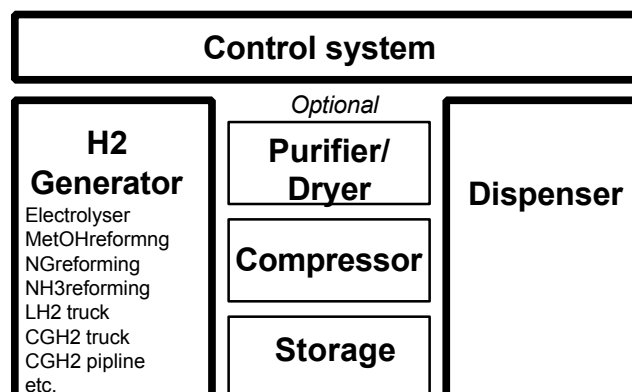 Control system
H2
Generator
Electrolyser
MetOHreformng
NGreforming
NH3reforming
LH2 truck
CGH2 truck
CGH2 pipline
etc.
Optional
Purifier/
Dryer
Compressor
Storage
Dispenser